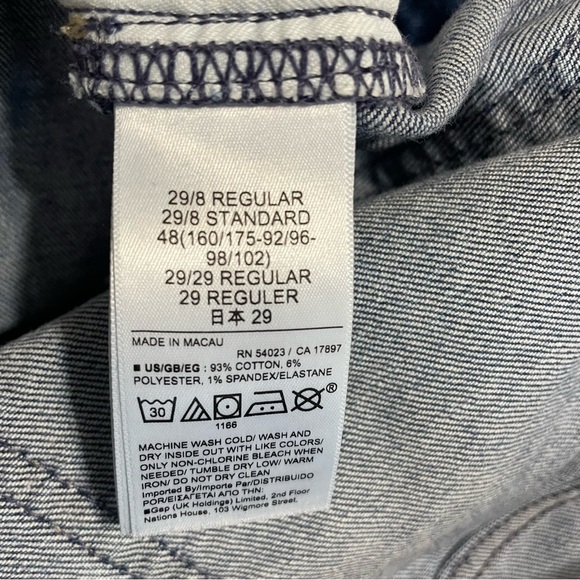 29/8 REGULAR
29/8 STANDARD
48(160/175-92/96-
98/102)
29/29 REGULAR
29 REGULER
日本 29
MADE IN MACAU
RN 54023 / CA 17897
■ US/GB/EG : 93% COTTON, 6%
POLYESTER, 1% SPANDEX/ELASTANE
30
®
1166
MACHINE WASH COLD/ WASH AND
DRY INSIDE OUT WITH LIKE COLORS/
ONLY NON-CHLORINE BLEACH WHEN
NEEDED/ TUMBLE DRY LOW/ WARM
IRON/ DO NOT DRY CLEAN
Imported By/Importe Par/DISTRIBUIDO
POR/ΕΙΣΑΓΕΤΑΙ ΑΠΟ ΤΗΝ:
■Gap (UK Holdings) Limited, 2nd Floor
Nations House, 103 Wigmore Street,